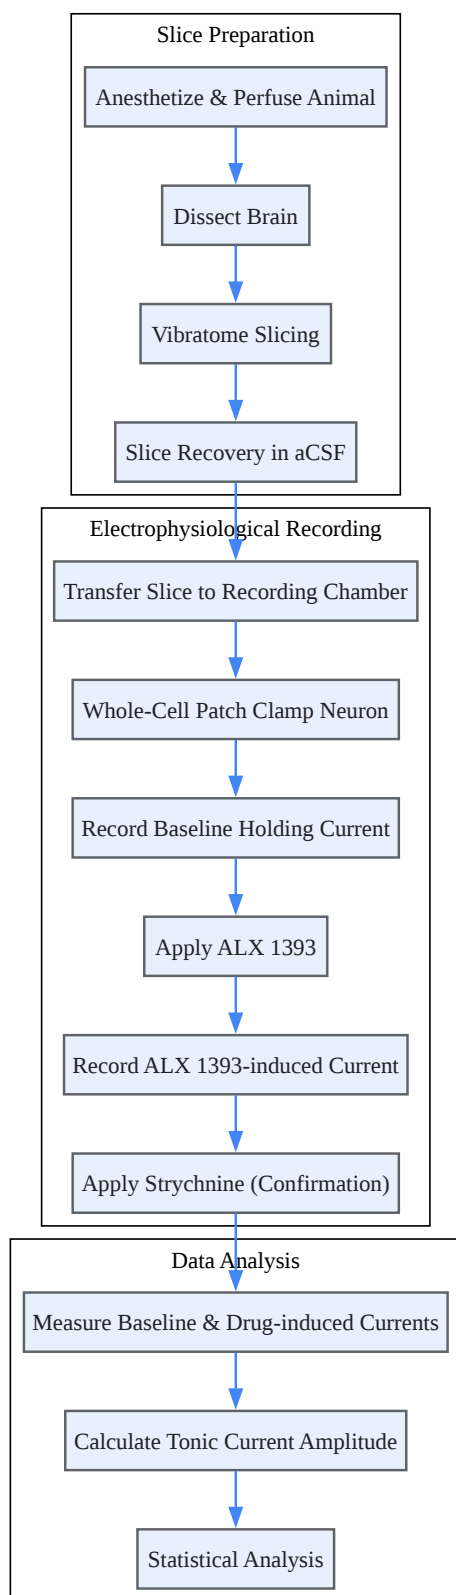 Slice Preparation
Anesthetize & Perfuse Animal
Dissect Brain
Vibratome Slicing
Slice Recovery in aCSF
Electrophysiological Recording
Transfer Slice to Recording Chamber
Whole-Cell Patch Clamp Neuron
Record Baseline Holding Current
Apply ALX 1393
Record ALX 1393-induced Current
Apply Strychnine (Confirmation)
Data Analysis
Measure Baseline & Drug-induced Currents
Calculate Tonic Current Amplitude
Statistical Analysis